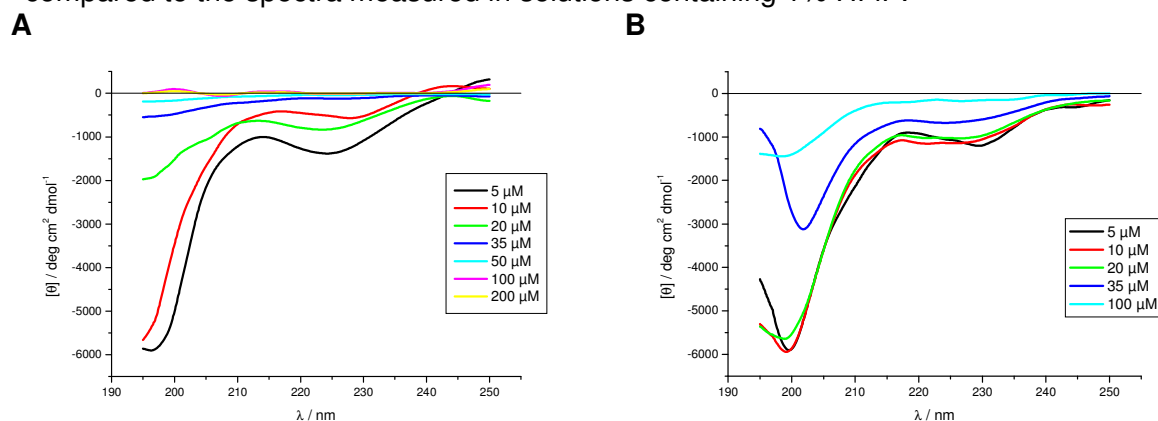 compared to the spectra measured in solutions containing 1% HFIP.
A
B
0
-1000
-2000
-3000
-4000
-5000
-6000
[θ] / deg cm² dmol⁻¹
190 200 210 220 230 240 250
λ / nm
5 µM
10 µM
20 µM
35 µM
50 µM
100 µM
200 µM
0
-1000
-2000
-3000
-4000
-5000
-6000
[θ] / deg cm² dmol⁻¹
190 200 210 220 230 240 250
λ / nm
5 µM
10 µM
20 µM
35 µM
100 µM